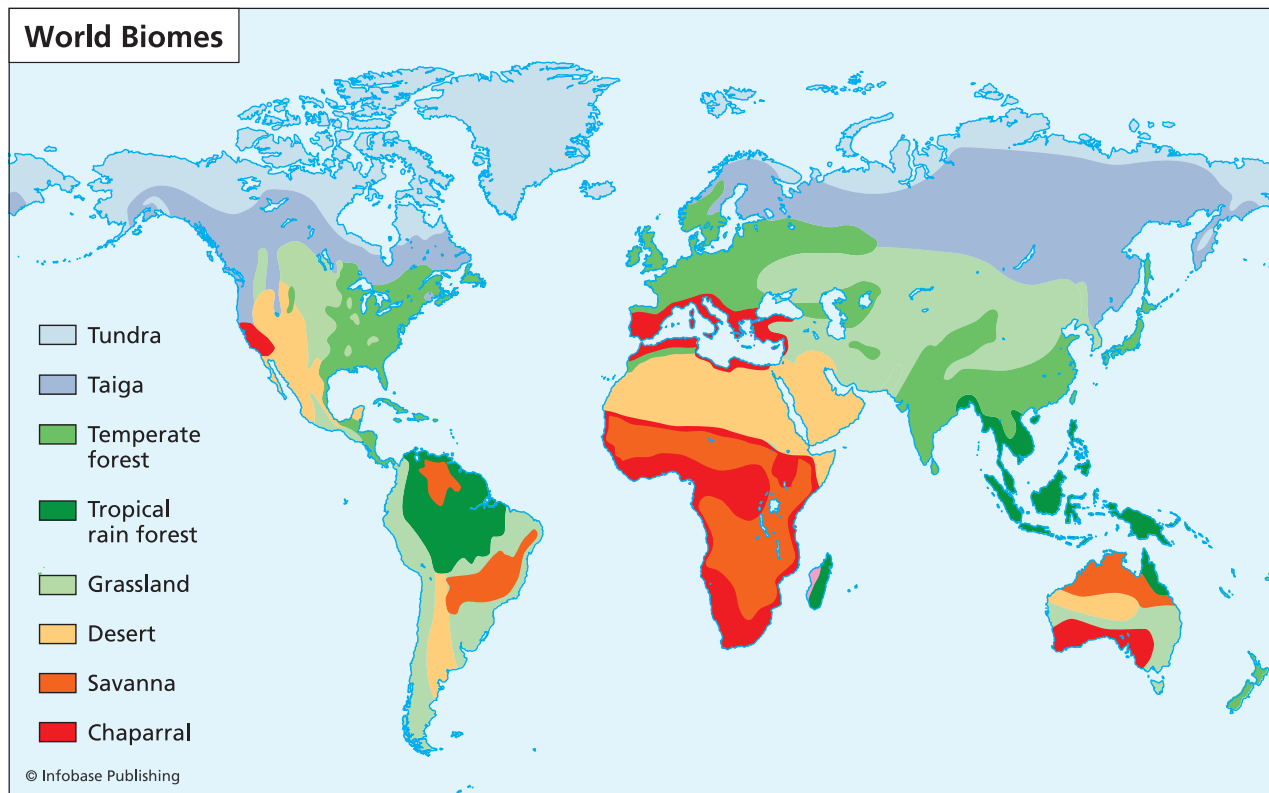 World Biomes
Tundra
Taiga
Temperate
forest
Tropical
rain forest
Grassland
Desert
Savanna
Chaparral
© Infobase Publishing